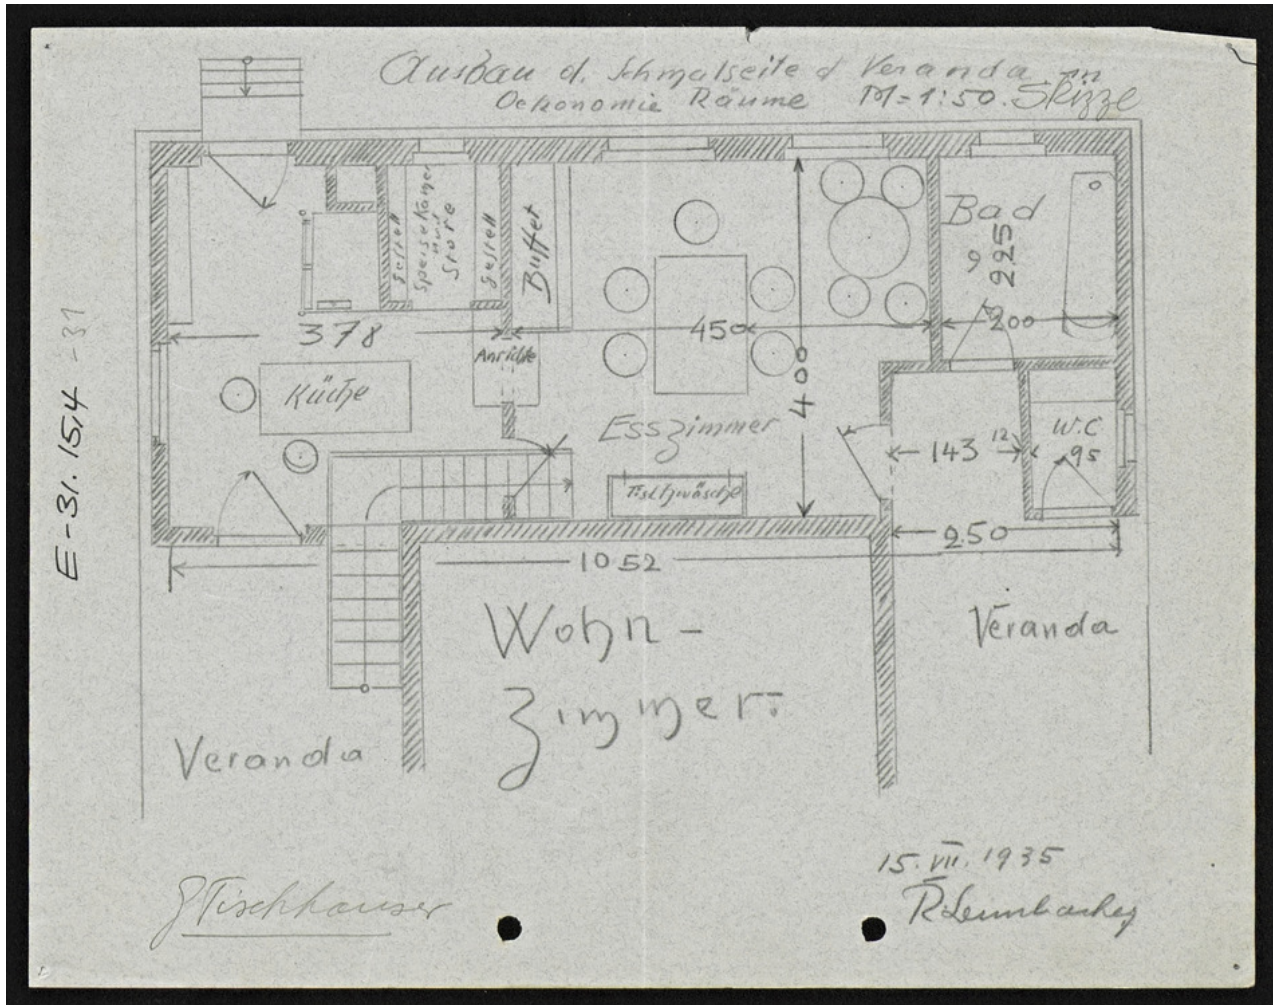 Ausbau d. Schmalseite d Veranda.
Oekonomie Räume M = 1:50. Skizze
Gestell
Speisekamer
und
Store
Gestell
Buffet
Bad
225
378
450
200
Anrichte
Küche
400
Esszimmer
W.C
143
12
95
Tischwäsche
250
1052
E-31. 15,4 -31
Wohn-
Zimmer.
Veranda
Veranda
15. VII. 1935
Tischhauser